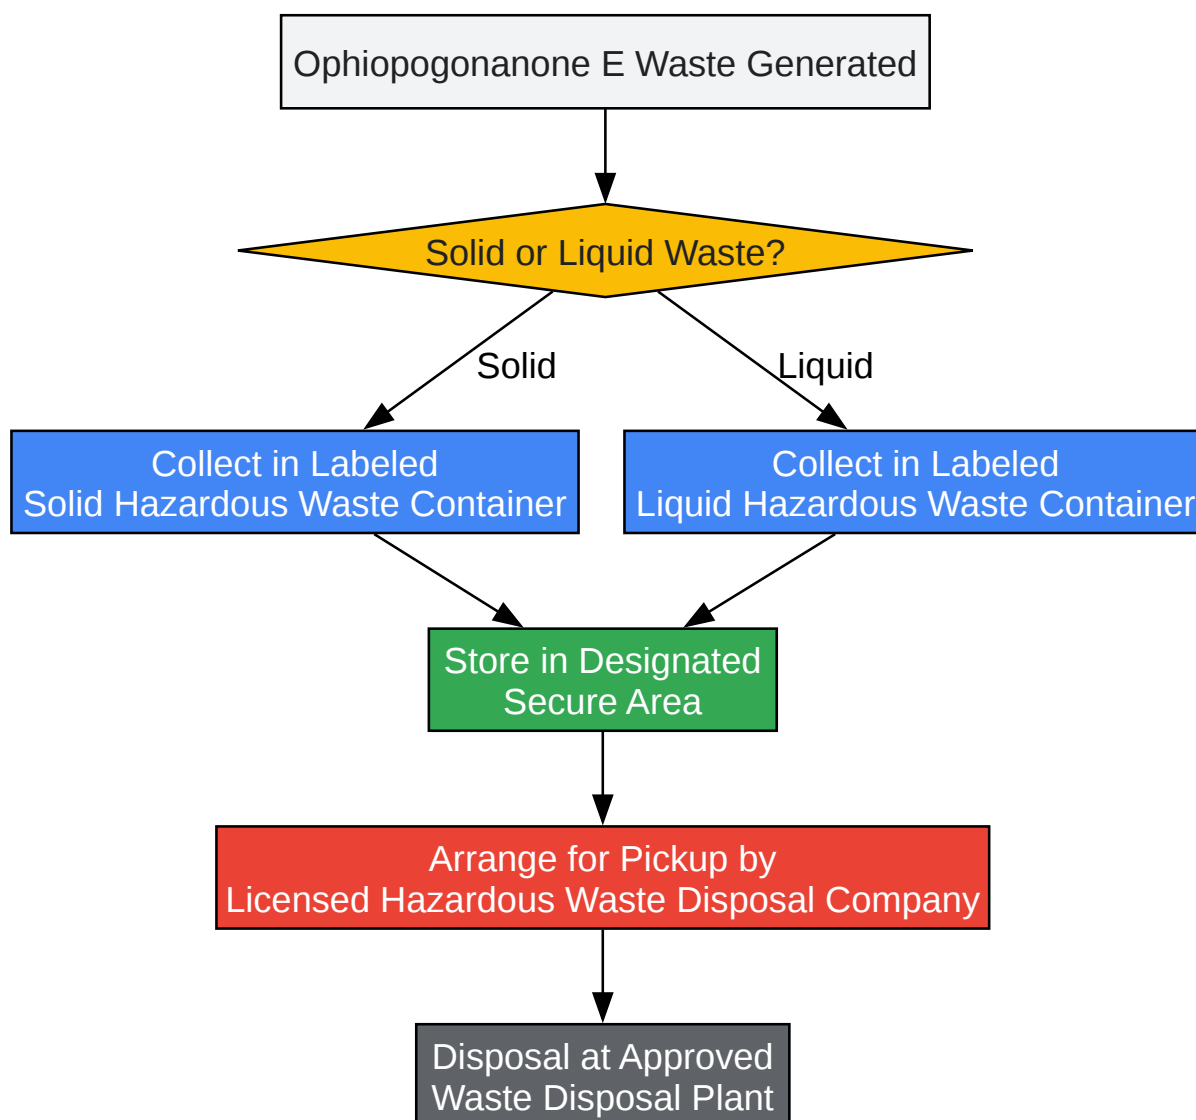 Ophiopogonanone E Waste Generated
Solid or Liquid Waste?
Solid
Liquid
Collect in Labeled
Solid Hazardous Waste Container
Collect in Labeled
Liquid Hazardous Waste Container
Store in Designated
Secure Area
Arrange for Pickup by
Licensed Hazardous Waste Disposal Company
Disposal at Approved
Waste Disposal Plant